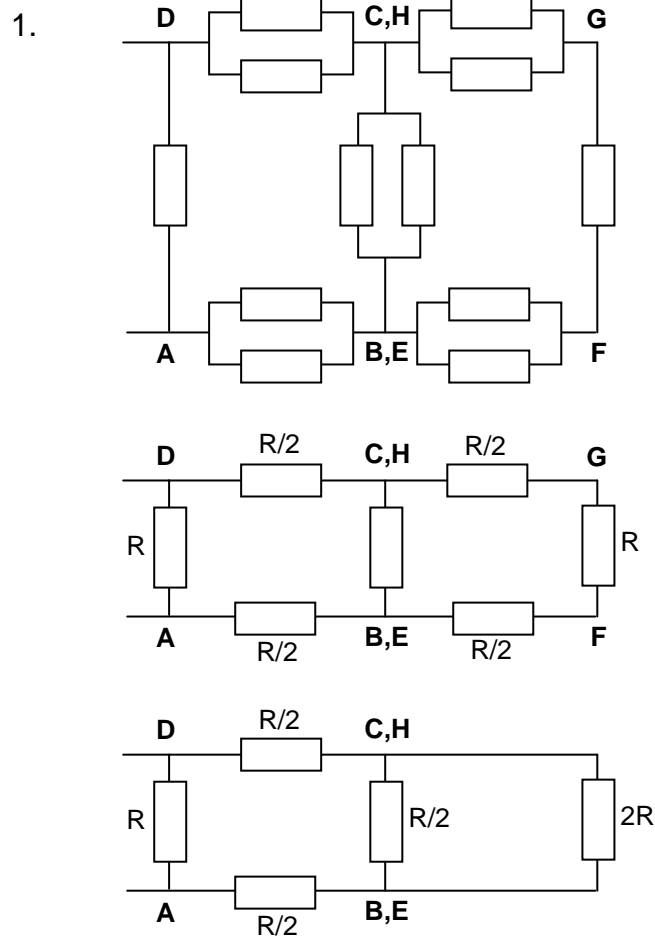 1.
D C,H G
A B,E F
R/2 R/2
D C,H G
R R
A B,E F
R/2 R/2
R/2
D C,H
R R/2 2R
A B,E
R/2